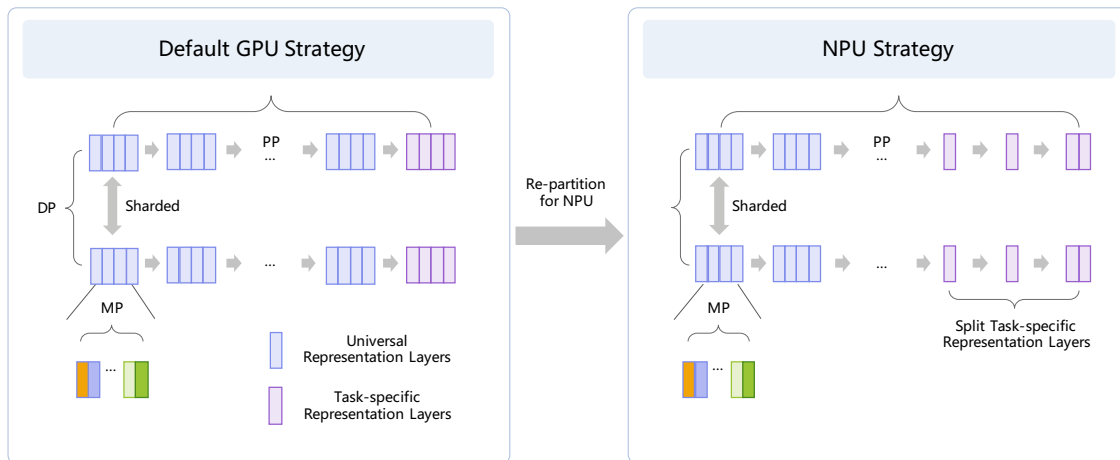 Default GPU Strategy
PP
...
DP
Sharded
...
MP
...
Universal
Representation Layers
Task-specific
Representation Layers
Re-partition
for NPU
NPU Strategy
PP
...
Sharded
...
MP
...
Split Task-specific
Representation Layers